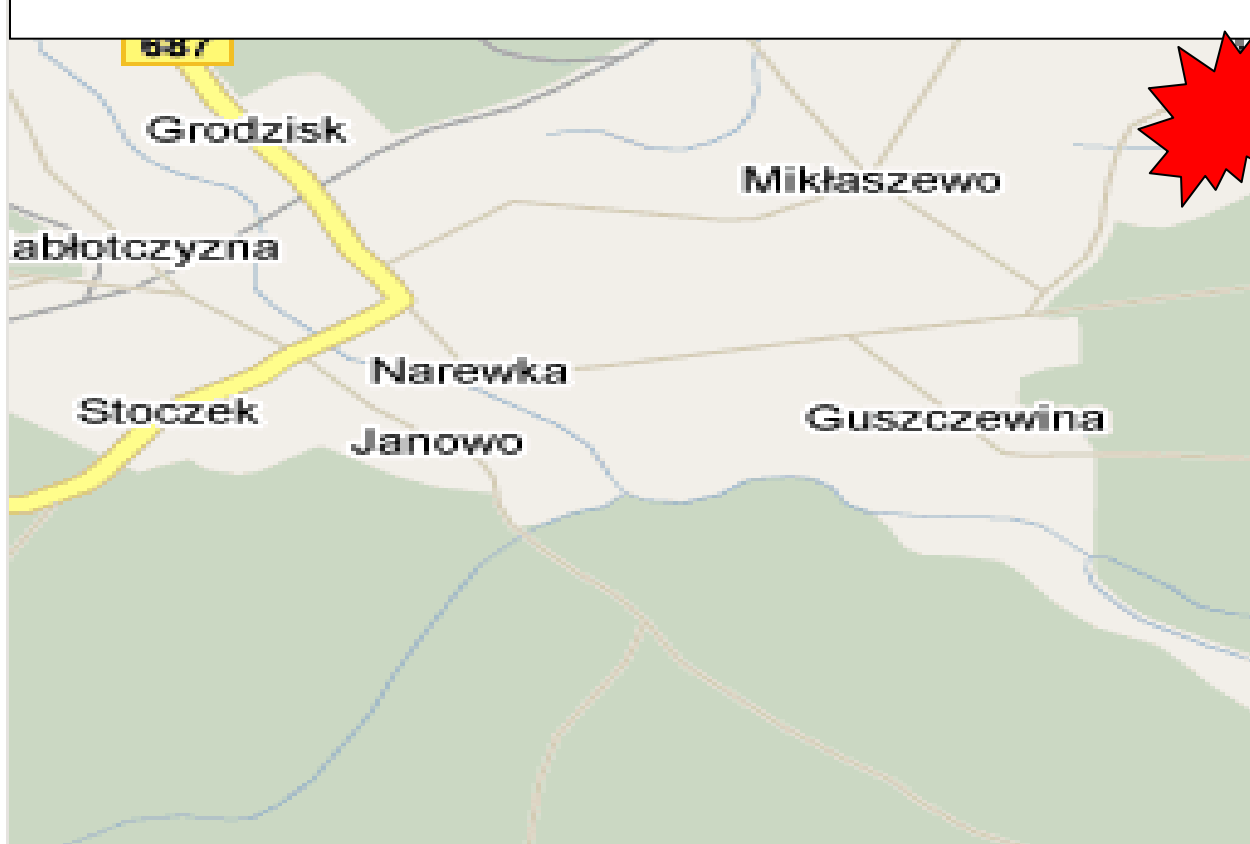 687
Grodzisk
Mikłaszewo
abłotczyzna
Narewka
Stoczek
Guszczewina
Janowo